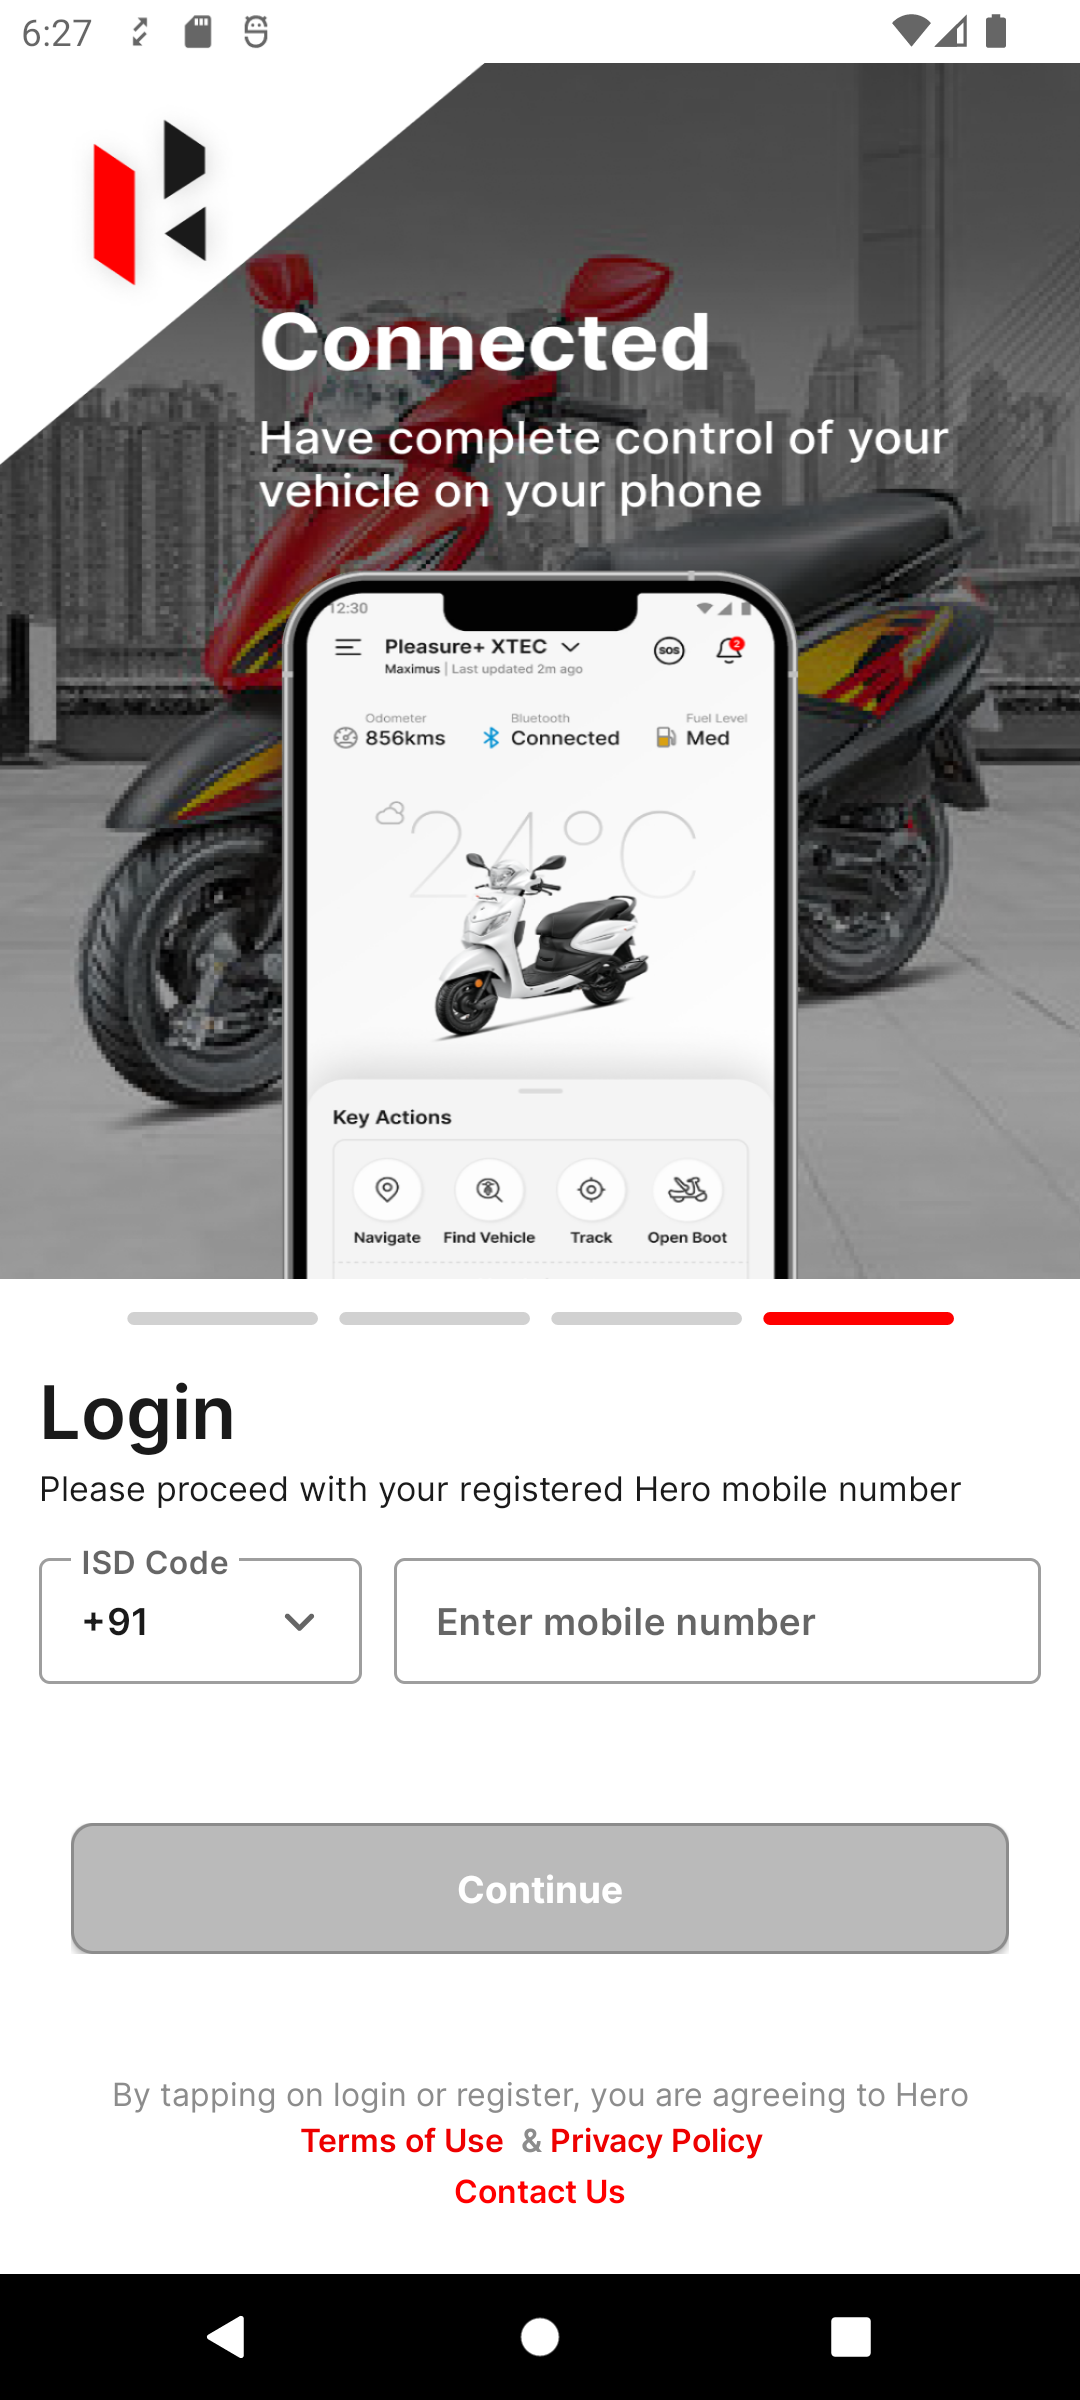 6:27
Connected
Have complete control of your
vehicle on your phone
12:30
Pleasure+ XTEC
Maximus | Last updated 2m ago
SOS
2
Odometer
856kms
Bluetooth
Connected
Fuel Level
Med
24°C
Key Actions
Navigate
Find Vehicle
Track
Open Boot
Login
Please proceed with your registered Hero mobile number
ISD Code
+91
Enter mobile number
Continue
By tapping on login or register, you are agreeing to Hero
Terms of Use & Privacy Policy
Contact Us